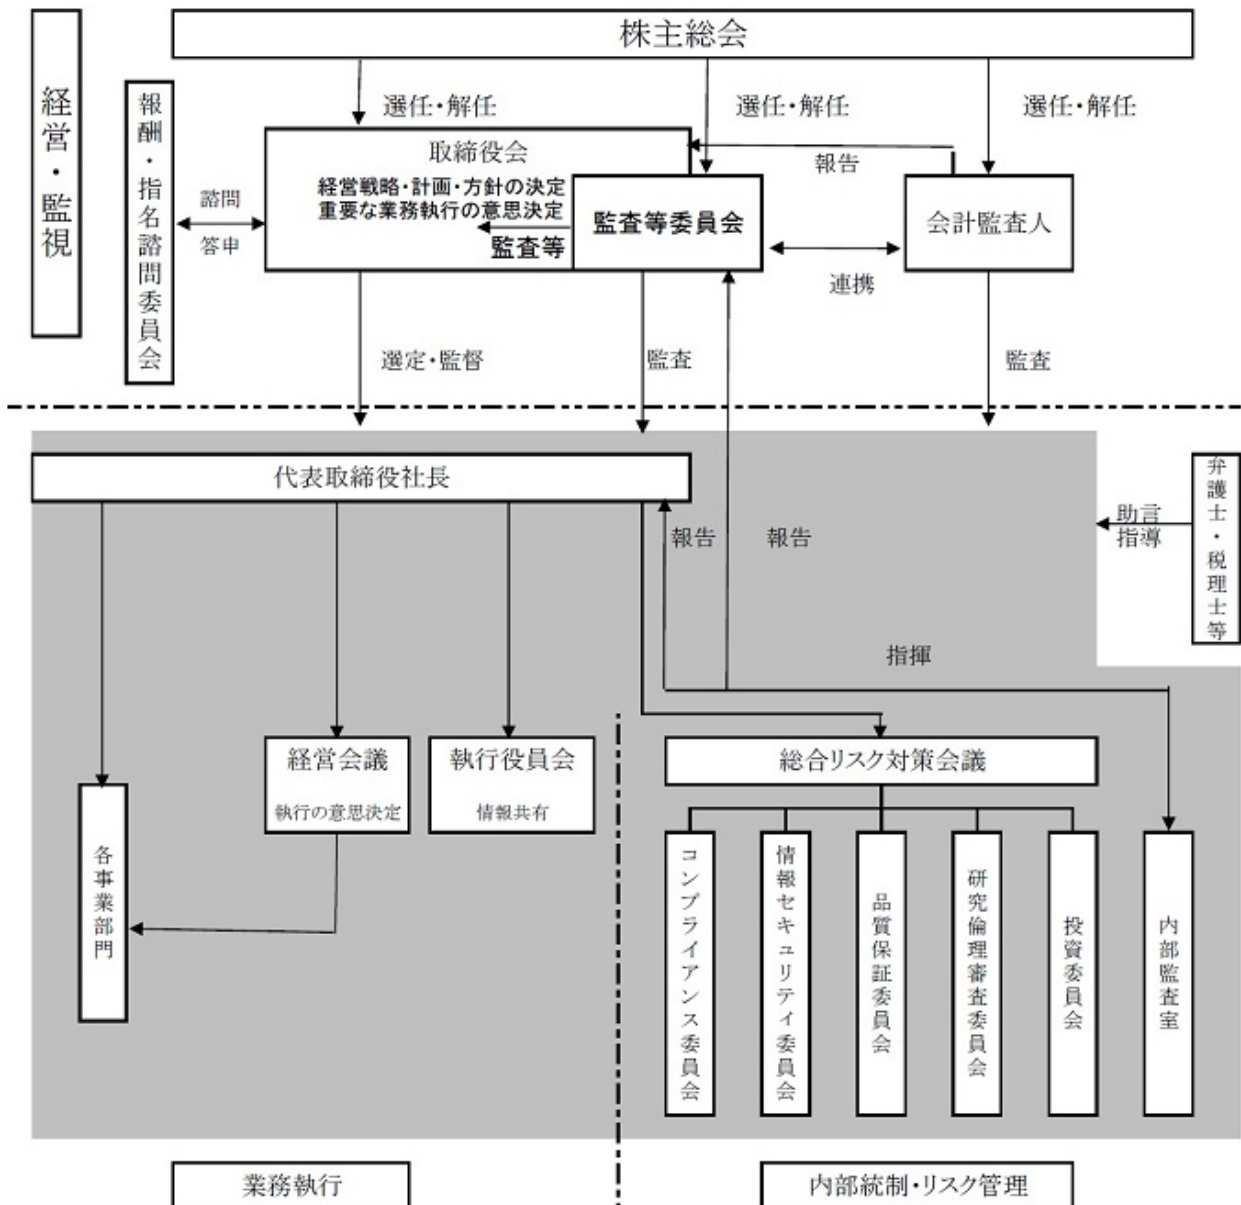 株主総会
経営・監視
報酬・指名諮問委員会
選任・解任
選任・解任
選任・解任
取締役会
経営戦略・計画・方針の決定
重要な業務執行の意思決定
監査等
監査等委員会
報告
会計監査人
諮問
答申
連携
選定・監督
監査
監査
代表取締役社長
弁護士・税理士等
助言
指導
報告
報告
指揮
経営会議
執行の意思決定
執行役員会
情報共有
総合リスク対策会議
各事業部門
コンプライアンス委員会
情報セキュリティ委員会
品質保証委員会
研究倫理審査委員会
投資委員会
内部監査室
業務執行
内部統制・リスク管理